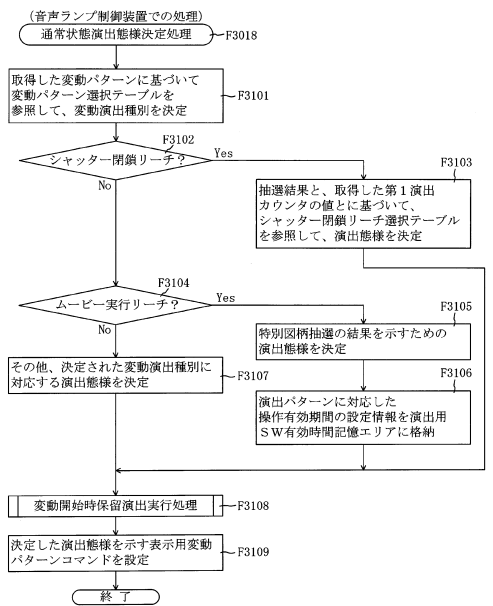 (音声ランプ制御装置での処理)
通常状態演出態様決定処理
F3018
取得した変動パターンに基づいて
変動パターン選択テーブルを
参照して、変動演出種別を決定
F3101
F3102
シャッター閉鎖リーチ?
Yes
No
F3103
抽選結果と、取得した第1演出
カウンタの値とに基づいて、
シャッター閉鎖リーチ選択テーブル
を参照して、演出態様を決定
F3104
ムービー実行リーチ?
Yes
No
F3105
特別図柄抽選の結果を示すための
演出態様を決定
その他、決定された変動演出種別に
対応する演出態様を決定
F3107
F3106
演出パターンに対応した
操作有効期間の設定情報を演出用
SW有効時間記憶エリアに格納
変動開始時保留演出実行処理
F3108
決定した演出態様を示す表示用変動
パターンコマンドを設定
F3109
終了